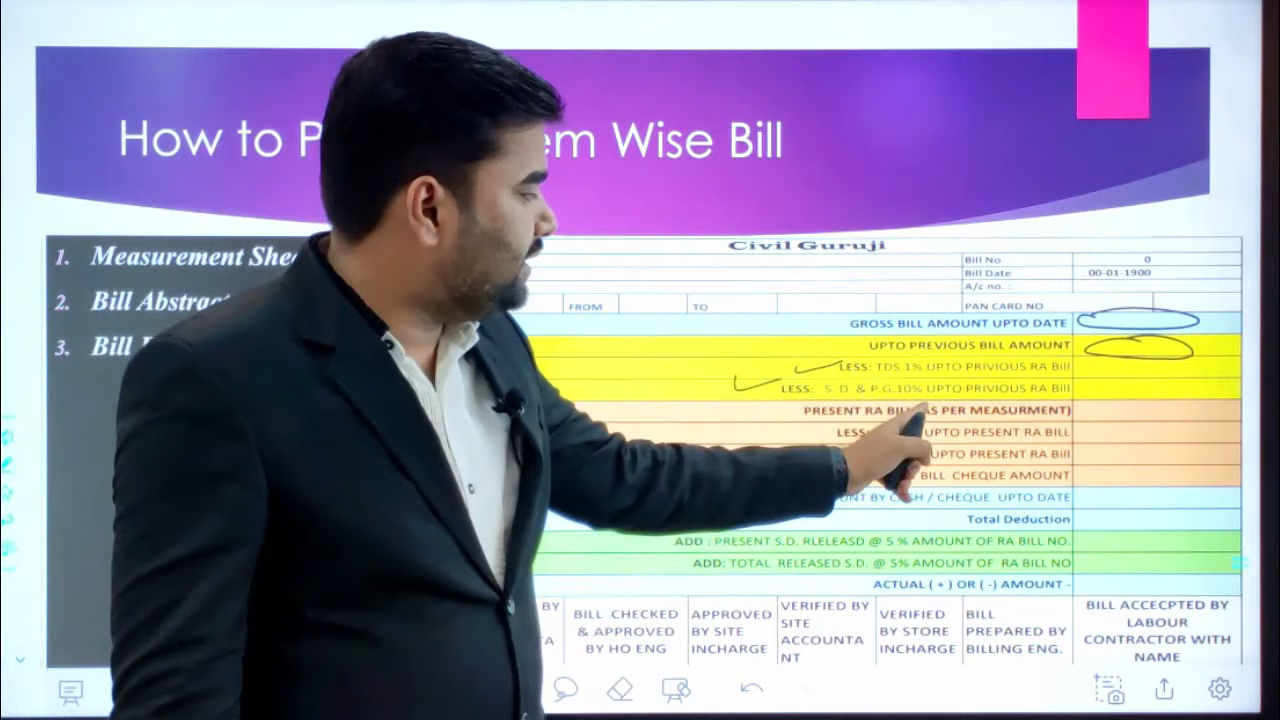 How to P em Wise Bill
1. Measurement Shee
2. Bill Abstract
3. Bill
Civil Guruji
Bill No 0
Bill Date 00-01-1900
A/c no. :
FROM TO PAN CARD NO
GROSS BILL AMOUNT UPTO DATE
UPTO PREVIOUS BILL AMOUNT
LESS: TDS 1% UPTO PRIVIOUS RA Bill
LESS: S. D. & P.G.10% UPTO PRIVIOUS RA Bill
PRESENT RA BILL AS PER MEASURMENT)
LESS: UPTO PRESENT RA BILL
UPTO PRESENT RA Bill
BILL CHEQUE AMOUNT
UNT BY CASH / CHEQUE UPTO DATE
Total Deduction
ADD : PRESENT S.D. RLELEASD @ 5 % AMOUNT OF RA BILL NO.
ADD: TOTAL RELEASED S.D. @ 5% AMOUNT OF RA BILL NO
ACTUAL ( + ) OR ( -) AMOUNT -
BY
TA
BILL CHECKED
& APPROVED
BY HO ENG
APPROVED
BY SITE
INCHARGE
VERIFIED BY
SITE
ACCOUNTA
NT
VERIFIED
BY STORE
INCHARGE
BILL
PREPARED BY
BILLING ENG.
BILL ACCECPTED BY
LABOUR
CONTRACTOR WITH
NAME